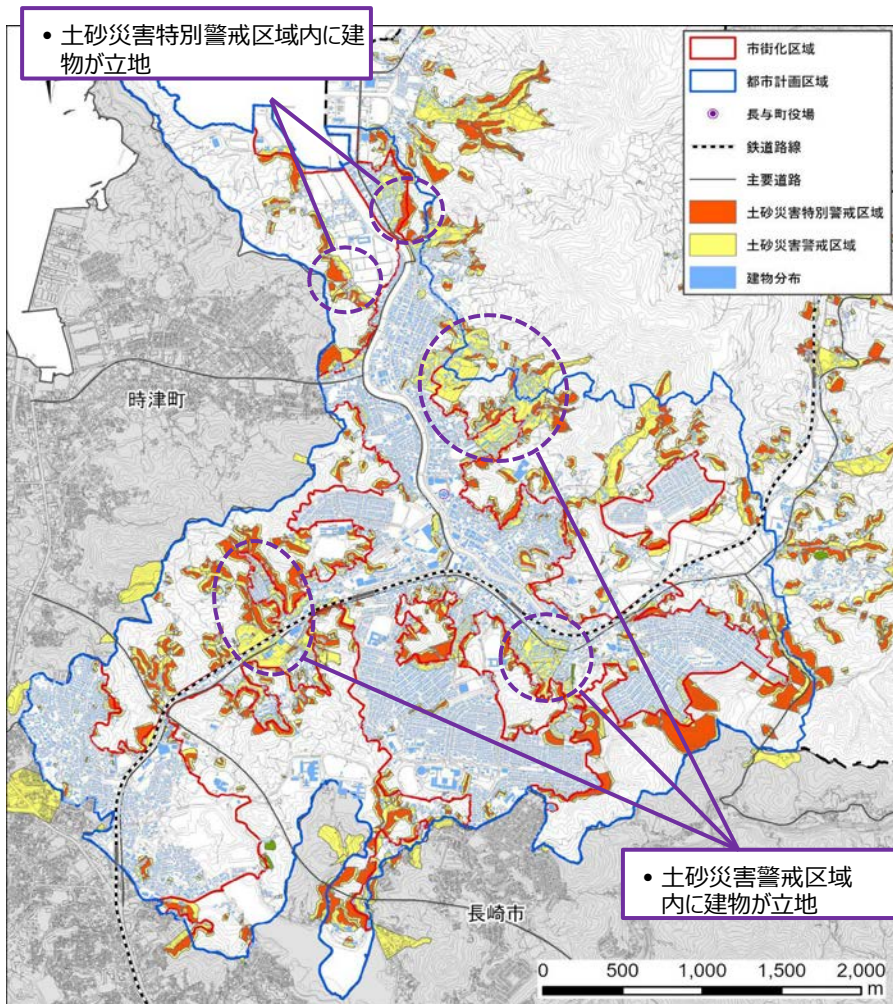 • 土砂災害特別警戒区域内に建
物が立地
市街化区域
都市計画区域
長与町役場
鉄道路線
主要道路
土砂災害特別警戒区域
土砂災害警戒区域
建物分布
時津町
長崎市
• 土砂災害警戒区域
内に建物が立地
0 500 1,000 1,500 2,000
m